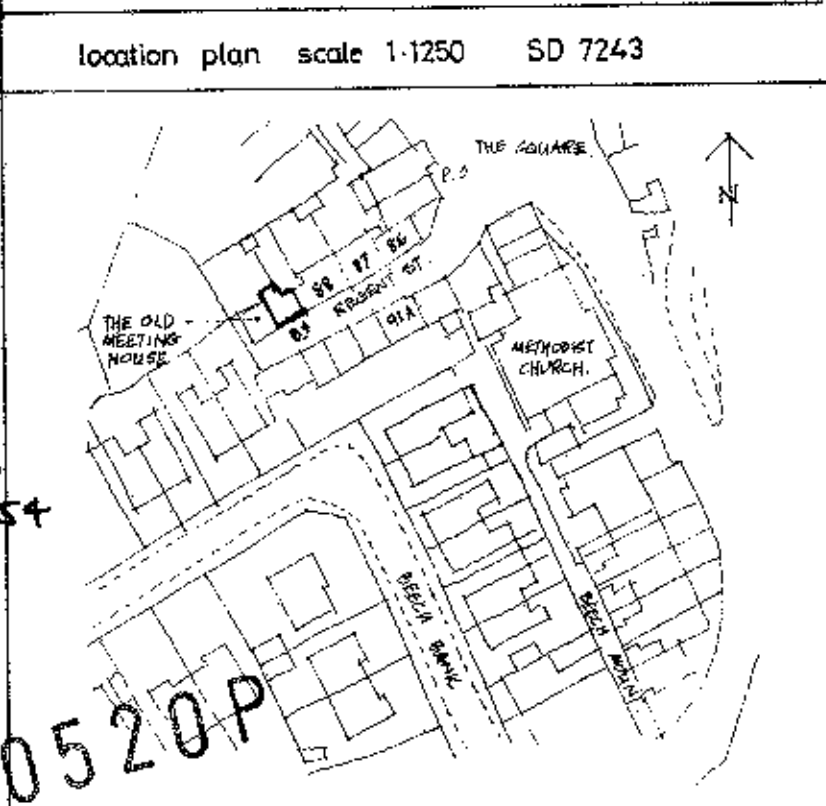 location plan scale 1·1250 SD 7243
THE SQUARE
P.O
N
86
87
88
REGENT ST.
THE OLD
MEETING
HOUSE
89
91A
METHODIST
CHURCH.
54
BEECH BANK
BEECH
0520P